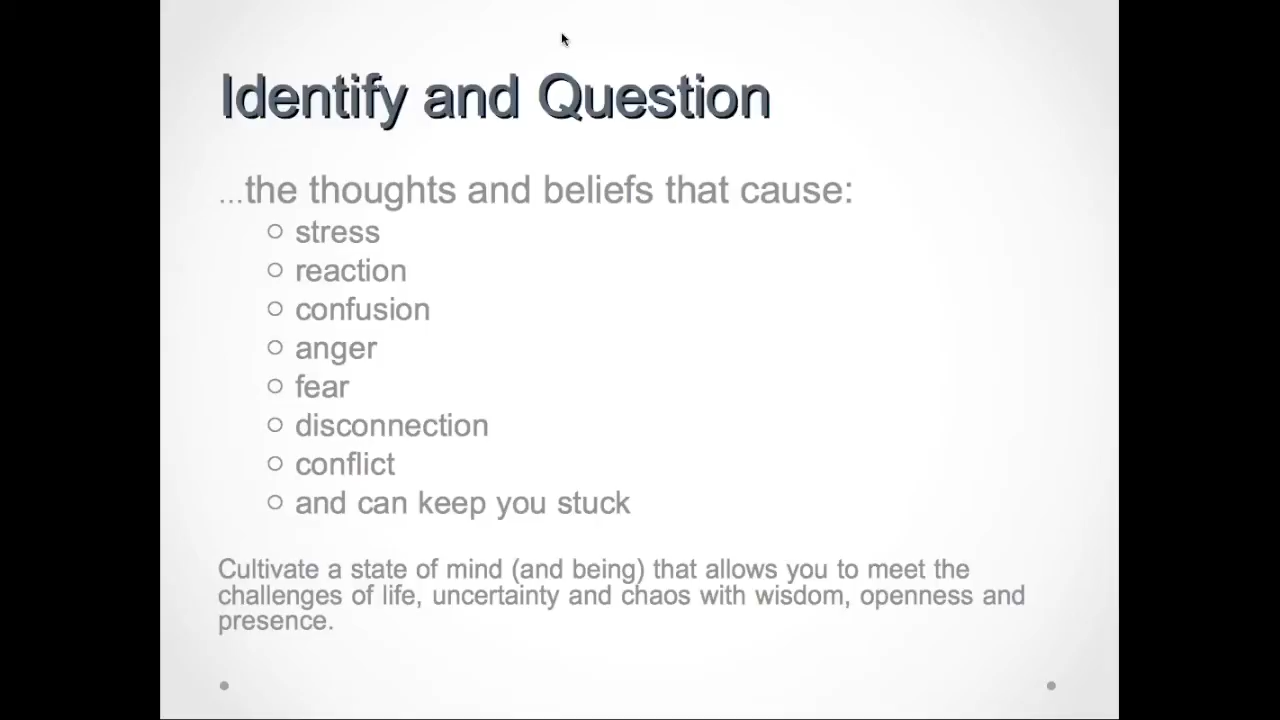 Identify and Question
...the thoughts and beliefs that cause:
stress
reaction
confusion
anger
fear
disconnection
conflict
and can keep you stuck
Cultivate a state of mind (and being) that allows you to meet the
challenges of life, uncertainty and chaos with wisdom, openness and
presence.